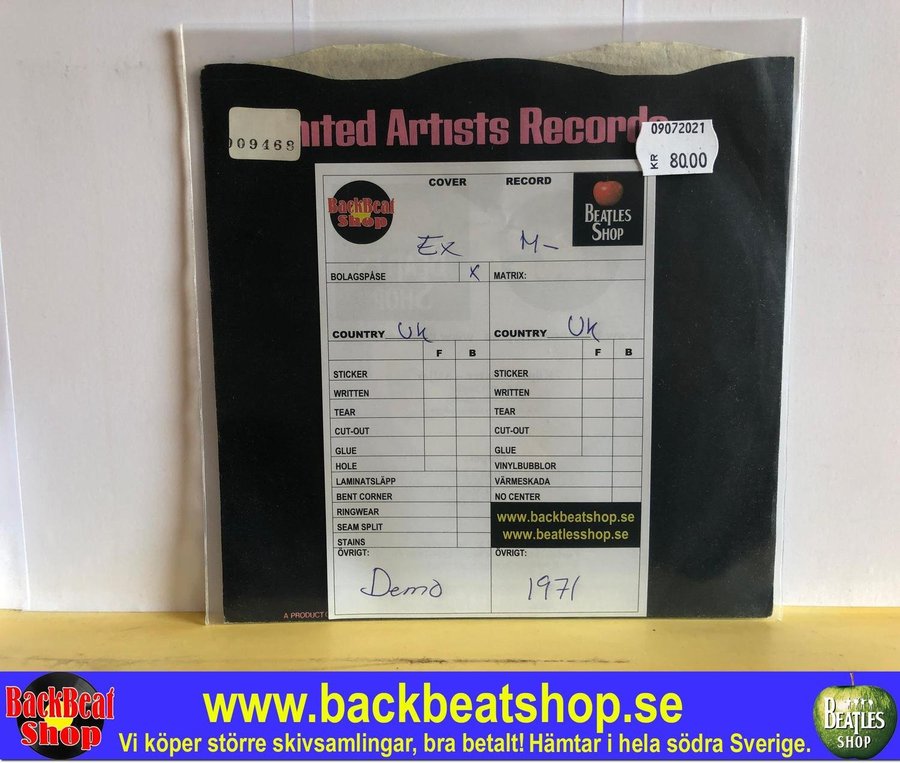 United Artists Records
009468
09072021
KR 80.00
COVER RECORD
BackBeat Shop
BEATLES SHOP
Ex M-
BOLAGSPÅSE X MATRIX:
COUNTRY UK COUNTRY UK
F B F B
STICKER STICKER
WRITTEN WRITTEN
TEAR TEAR
CUT-OUT CUT-OUT
GLUE GLUE
HOLE VINYLBUBBLOR
LAMINATSLÄPP VÄRMESKADA
BENT CORNER NO CENTER
RINGWEAR www.backbeatshop.se
SEAM SPLIT www.beatlesshop.se
STAINS
ÖVRIGT: ÖVRIGT:
Demo 1971
A PRODUCT
BackBeat Shop
www.backbeatshop.se
Vi köper större skivsamlingar, bra betalt! Hämtar i hela södra Sverige.
BEATLES SHOP